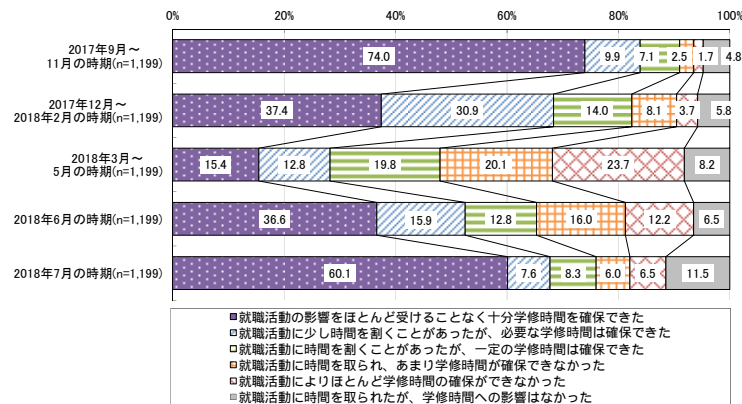 0% 20% 40% 60% 80% 100%
2017年9月～
11月の時期(n=1,199)
74.0 9.9 7.1 2.5 1.7 4.8
2017年12月～
2018年2月の時期(n=1,199)
37.4 30.9 14.0 8.1 3.7 5.8
2018年3月～
5月の時期(n=1,199)
15.4 12.8 19.8 20.1 23.7 8.2
2018年6月の時期(n=1,199)
36.6 15.9 12.8 16.0 12.2 6.5
2018年7月の時期(n=1,199)
60.1 7.6 8.3 6.0 6.5 11.5
就職活動の影響をほとんど受けることなく十分学修時間を確保できた
就職活動に少し時間を割くことがあったが、必要な学修時間は確保できた
就職活動に時間を割くことがあったが、一定の学修時間は確保できた
就職活動に時間を取られ、あまり学修時間が確保できなかった
就職活動によりほとんど学修時間の確保ができなかった
就職活動に時間を取られたが、学修時間への影響はなかった